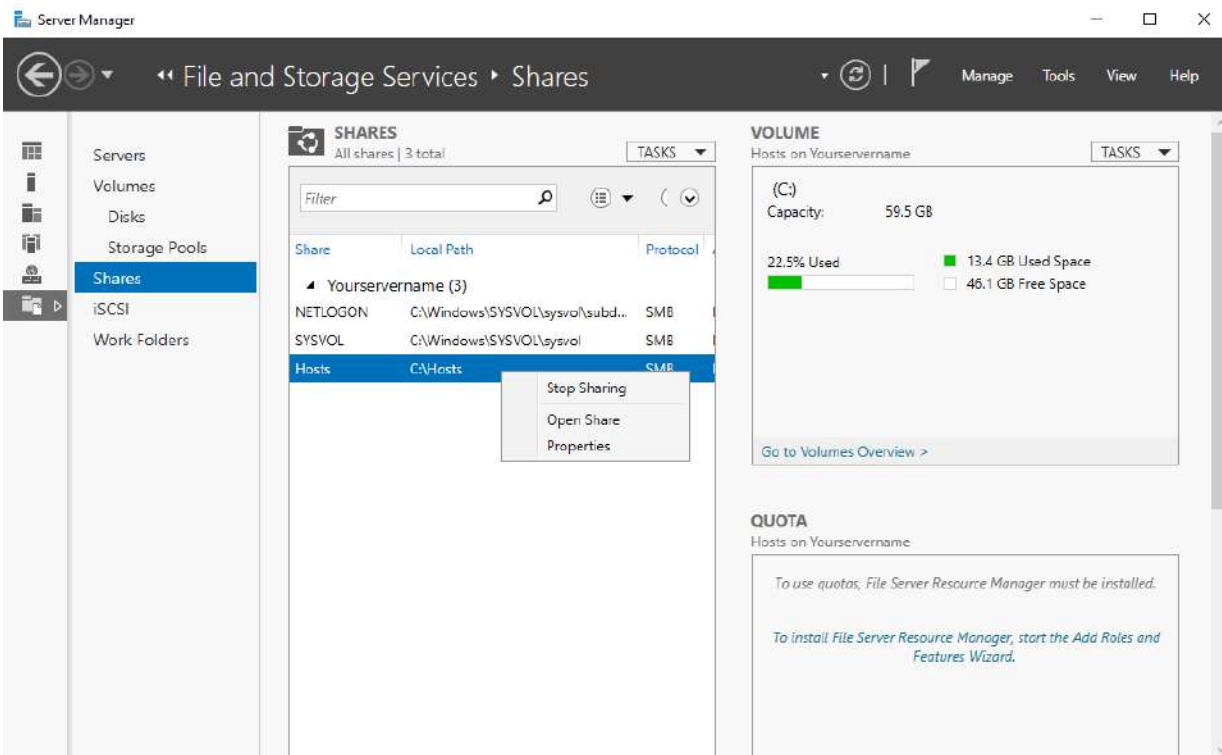 Server Manager
File and Storage Services ‣ Shares
Manage Tools View Help
Servers
Volumes
Disks
Storage Pools
Shares
iSCSI
Work Folders
SHARES
All shares | 3 total
TASKS
Filter
Share Local Path Protocol
Yourservername (3)
NETLOGON C:\Windows\SYSVOL\sysvol\subd... SMB
SYSVOL C:\Windows\SYSVOL\sysvol SMB
Hosts C:\Hosts SMB
Stop Sharing
Open Share
Properties
VOLUME
Hosts on Yourservername
TASKS
(C:)
Capacity: 59.5 GB
22.5% Used
13.4 GB Used Space
46.1 GB Free Space
Go to Volumes Overview >
QUOTA
Hosts on Yourservername
To use quotas, File Server Resource Manager must be installed.
To install File Server Resource Manager, start the Add Roles and
Features Wizard.